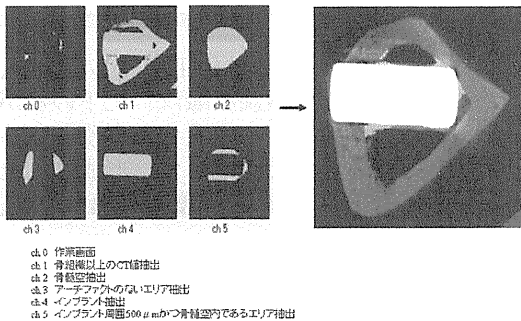 ch 0
ch 1
ch 2
ch 3
ch 4
ch 5
ch 0 作業画面
ch 1 骨組織以上のCT値抽出
ch 2 骨髄空抽出
ch 3 アーチファクトのないエリア抽出
ch 4 インプラント抽出
ch 5 インプラント周囲500μmかつ骨髄空内であるエリア抽出